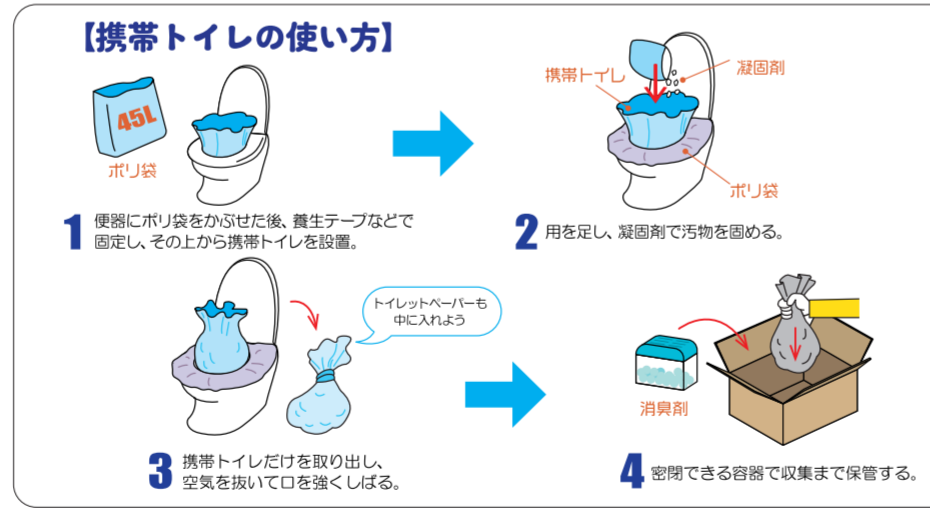 【携帯トイレの使い方】
45L
ポリ袋
1 便器にポリ袋をかぶせた後、養生テープなどで
固定し、その上から携帯トイレを設置。
携帯トイレ
凝固剤
ポリ袋
2 用を足し、凝固剤で汚物を固める。
トイレットペーパーも
中に入れよう
3 携帯トイレだけを取り出し、
空気を抜いて口を強くしばる。
消臭剤
4 密閉できる容器で収集まで保管する。